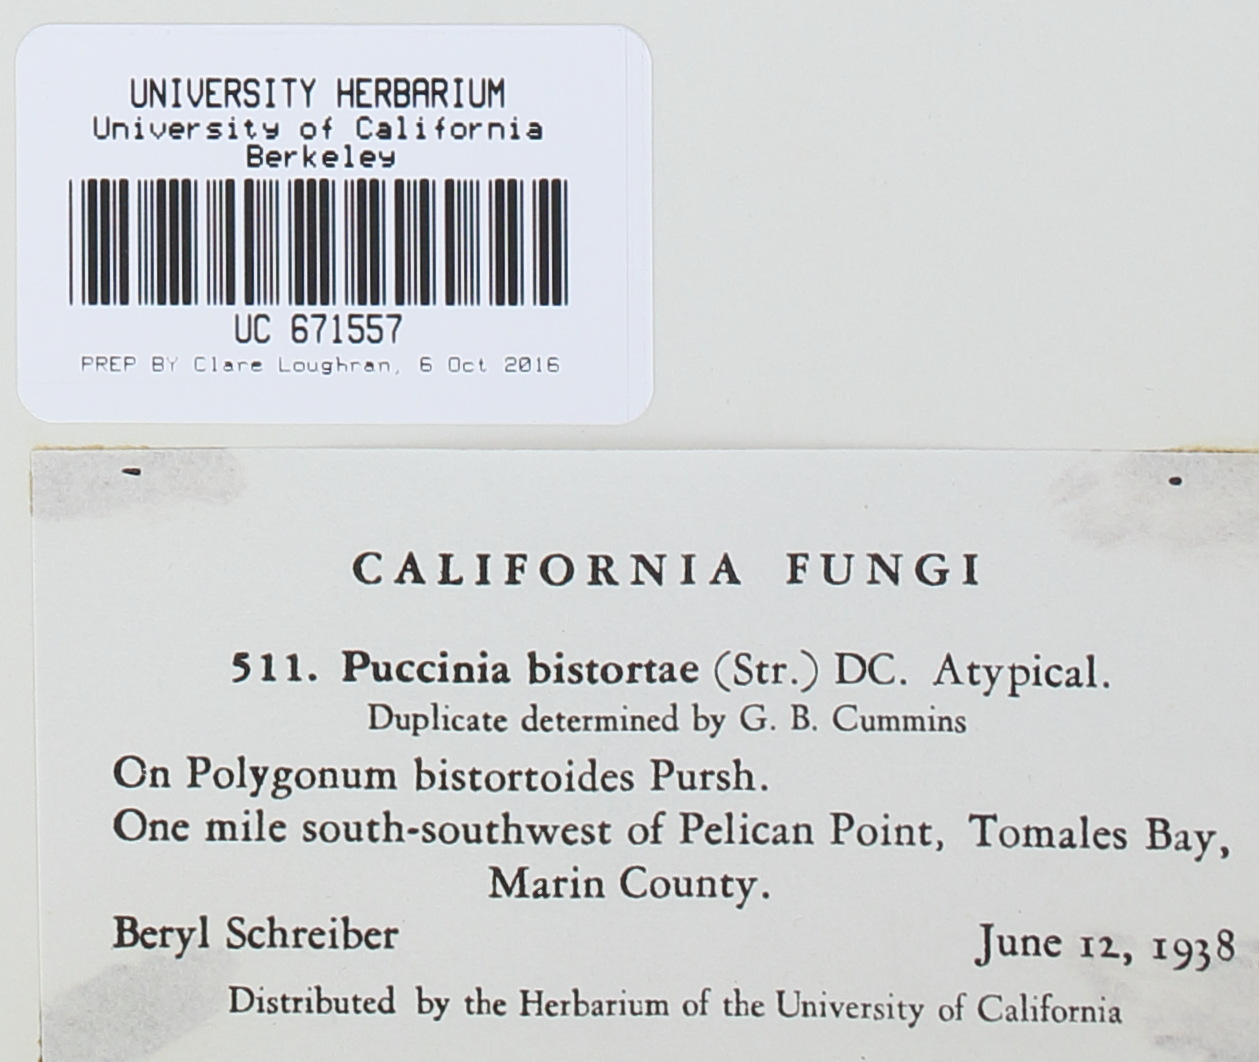 UNIVERSITY HERBARIUM
University of California
Berkeley
UC 671557
PREP BY Clare Loughran, 6 Oct 2016
CALIFORNIA FUNGI
511. Puccinia bistortae (Str.) DC. Atypical.
Duplicate determined by G. B. Cummins
On Polygonum bistortoides Pursh.
One mile south-southwest of Pelican Point, Tomales Bay,
Marin County.
Beryl Schreiber June 12, 1938
Distributed by the Herbarium of the University of California